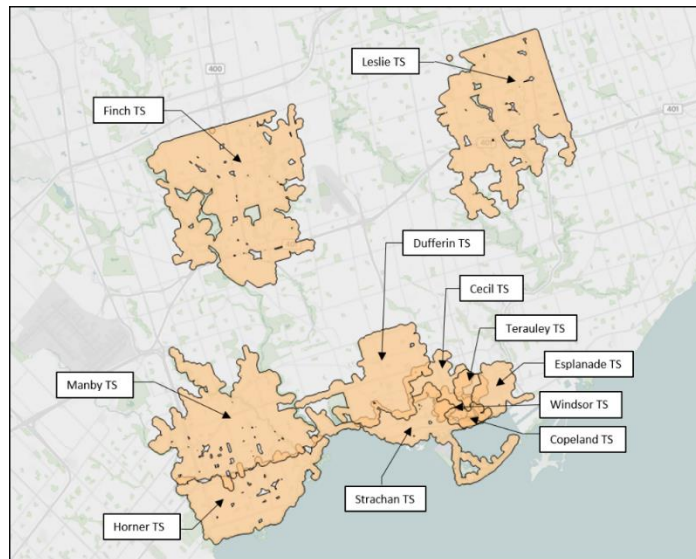 Leslie TS
400
Finch TS
401
Dufferin TS
Cecil TS
Terauley TS
Manby TS
Esplanade TS
Windsor TS
Copeland TS
Strachan TS
Horner TS